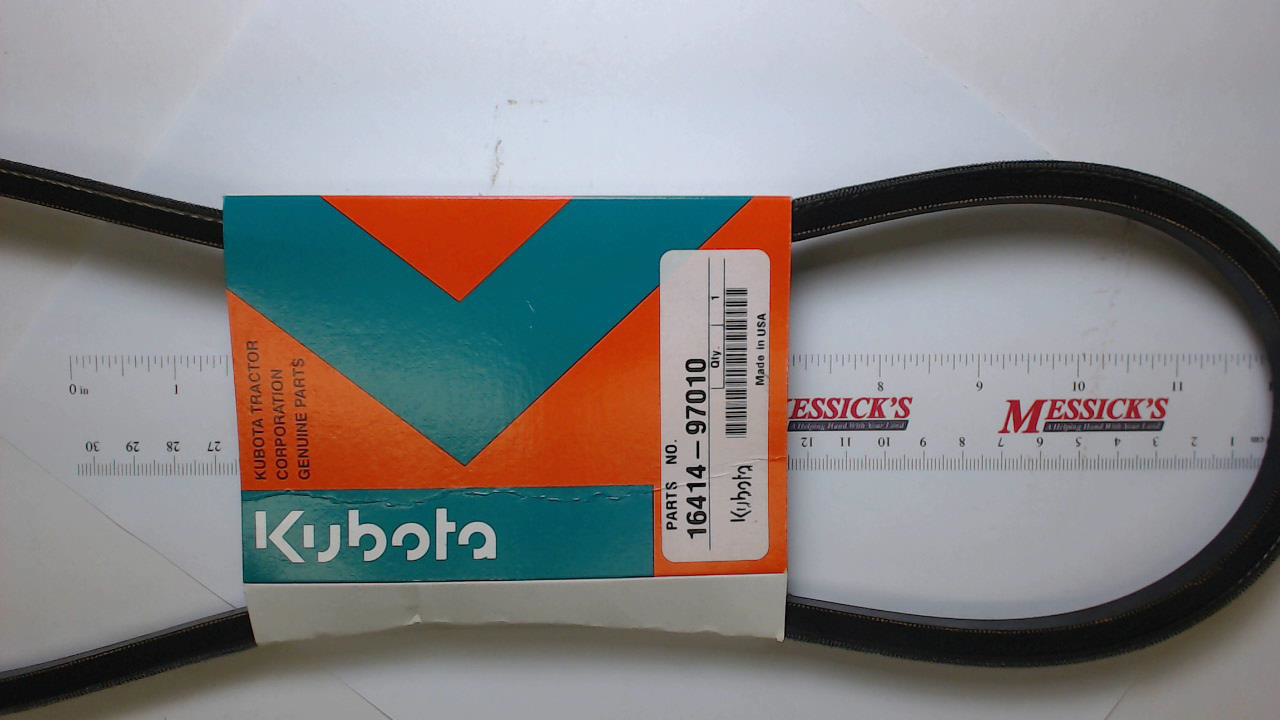 KUBOTA TRACTOR
CORPORATION
GENUINE PARTS
Kubota
PARTS NO.
16414-97010
Qty. 1
Made in USA
Kubota
0 in 1 8 9 10 11
ESSICK'S
A Helping Hand With Your Land
MESSICK'S
A Helping Hand With Your Land
30 29 28 27 12 11 10 9 8 7 6 5 4 3 2 1 cm